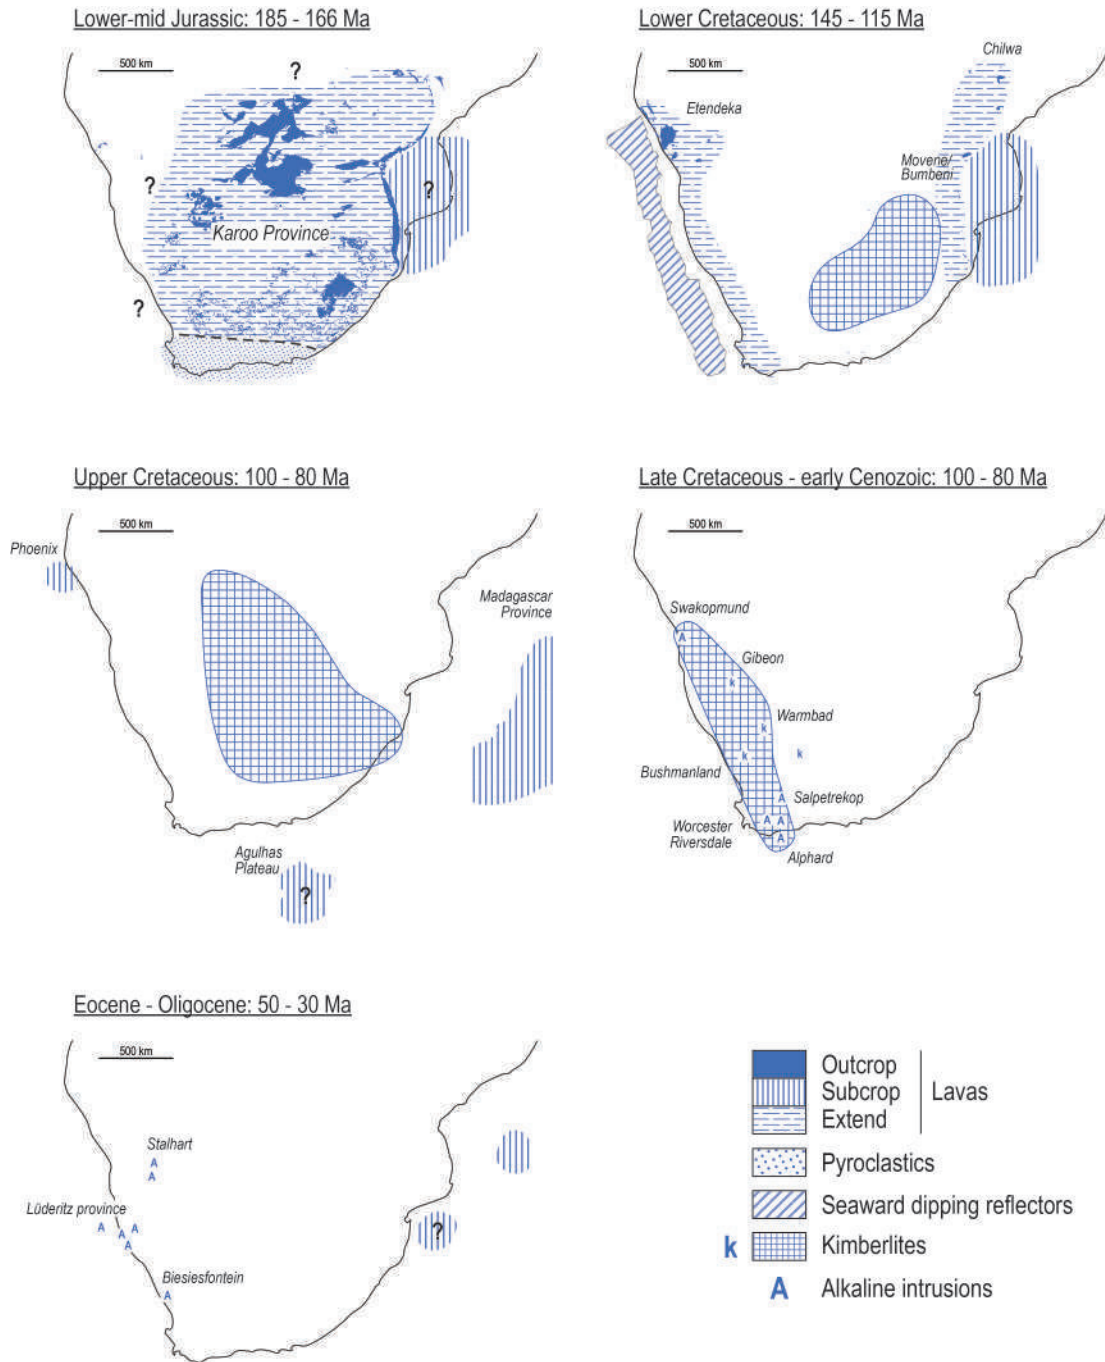 Lower-mid Jurassic: 185 - 166 Ma
500 km
?
?
?
?
Karoo Province
Lower Cretaceous: 145 - 115 Ma
500 km
Chilwa
Etendeka
Movene/
Bumbeni
Upper Cretaceous: 100 - 80 Ma
500 km
Phoenix
Madagascar
Province
Agulhas
Plateau
?
Late Cretaceous - early Cenozoic: 100 - 80 Ma
500 km
Swakopmund
A
Gibeon
k
Warmbad
k
k
k
Bushmanland
A
Salpetrekop
Worcester
Riversdale
A A
A
Alphard
Eocene - Oligocene: 50 - 30 Ma
500 km
Stalhart
A
A
Lüderitz province
A A A
A
Biesiesfontein
A
?
Outcrop
Subcrop
Extend
Lavas
Pyroclastics
Seaward dipping reflectors
k Kimberlites
A Alkaline intrusions